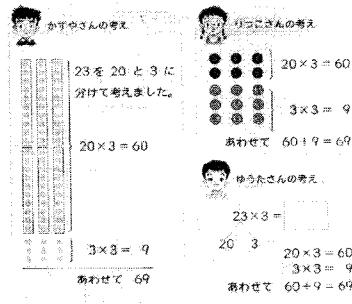 かずやさんの考え
23を 20 と 3 に
分けて考えました。
20×3=60
3×3= 9
あわせて 69
りつこさんの考え
20×3=60
3×3= 9
あわせて 60+9=69
ゆうたさんの考え
23×3=
20 3
20×3=60
3×3= 9
あわせて 60+9=69